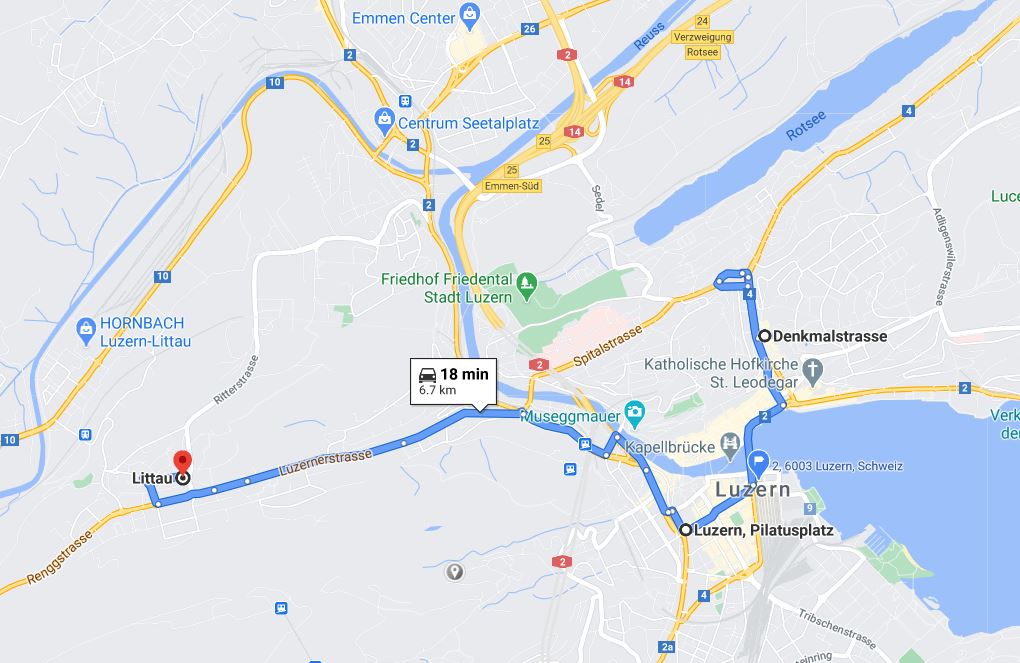 24
Verzweigung
Rotsee
Emmen Center
26
2
Reuss
2
14
10
Centrum Seetalplatz
2
14
25
4
Rotsee
25
Emmen-Süd
Sedel
2
Luce
Adligenswilerstrasse
10
Friedhof Friedental
Stadt Luzern
4
HORNBACH
Luzern-Littau
Spitalstrasse
Denkmalstrasse
Ritterstrasse
2
18 min
6.7 km
Katholische Hofkirche
St. Leodegar
2
Museggmauer
2
Verk
de
10
Kapellbrücke
Luzernerstrasse
Littau
2, 6003 Luzern, Schweiz
Luzern
9
Luzern, Pilatusplatz
Renggstrasse
2
4
Tribschenstrasse
2a
einring